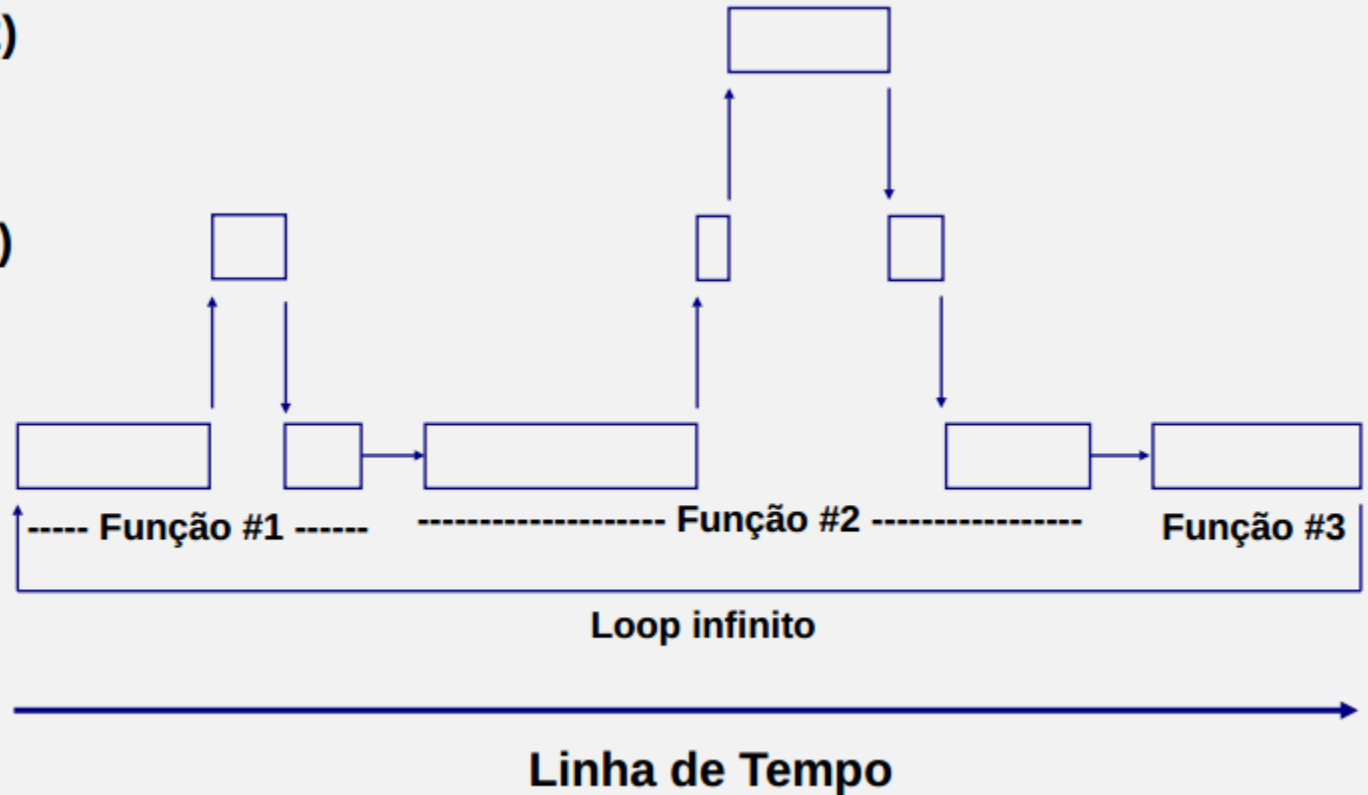 )
)
----- Função #1 ------
-------------------- Função #2 -----------------
Função #3
Loop infinito
Linha de Tempo